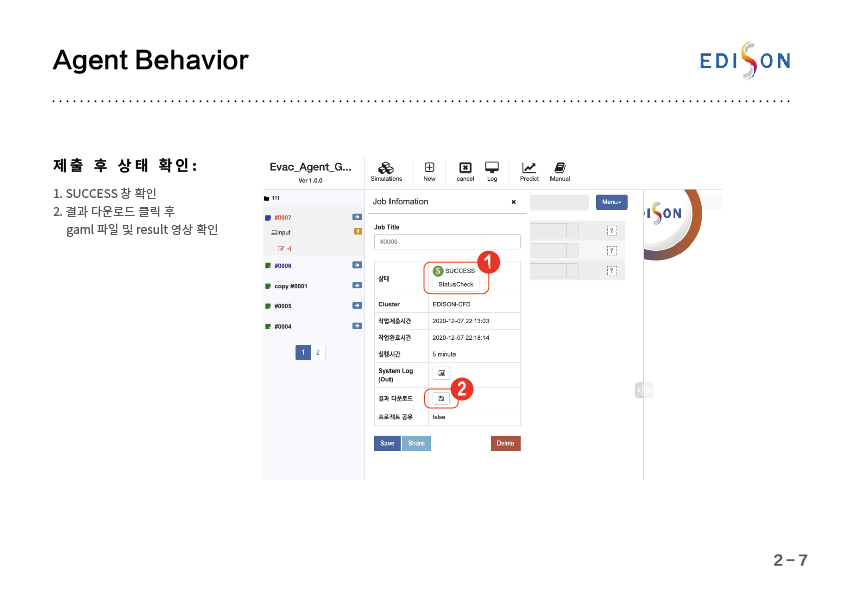 Agent Behavior
EDISON
제출 후 상태 확인:
1. SUCCESS 창 확인
2. 결과 다운로드 클릭 후
gaml 파일 및 result 영상 확인
Evac_Agent_G...
Ver 1.0.0
Simulations
New
cancel
Log
Predict
Manual
111
#0007
input
1
#0006
copy #0001
#0005
#0004
1 2
Job Infomation
×
Job Title
#0006
상태
S SUCCESS
StatusCheck
1
Cluster
EDISON-CFD
작업제출시간
2020-12-07 22:13:03
작업완료시간
2020-12-07 22:18:14
실행시간
5 minute
System Log
(Out)
결과 다운로드
2
프로젝트 공유
false
Save
Share
Delete
Menu
?
?
?
ISON
2-7